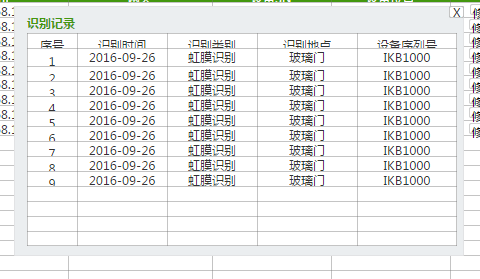 X
识别记录
序号 识别时间 识别类别 识别地点 设备序列号
1 2016-09-26 虹膜识别 玻璃门 IKB1000
2 2016-09-26 虹膜识别 玻璃门 IKB1000
3 2016-09-26 虹膜识别 玻璃门 IKB1000
4 2016-09-26 虹膜识别 玻璃门 IKB1000
5 2016-09-26 虹膜识别 玻璃门 IKB1000
6 2016-09-26 虹膜识别 玻璃门 IKB1000
7 2016-09-26 虹膜识别 玻璃门 IKB1000
8 2016-09-26 虹膜识别 玻璃门 IKB1000
9 2016-09-26 虹膜识别 玻璃门 IKB1000